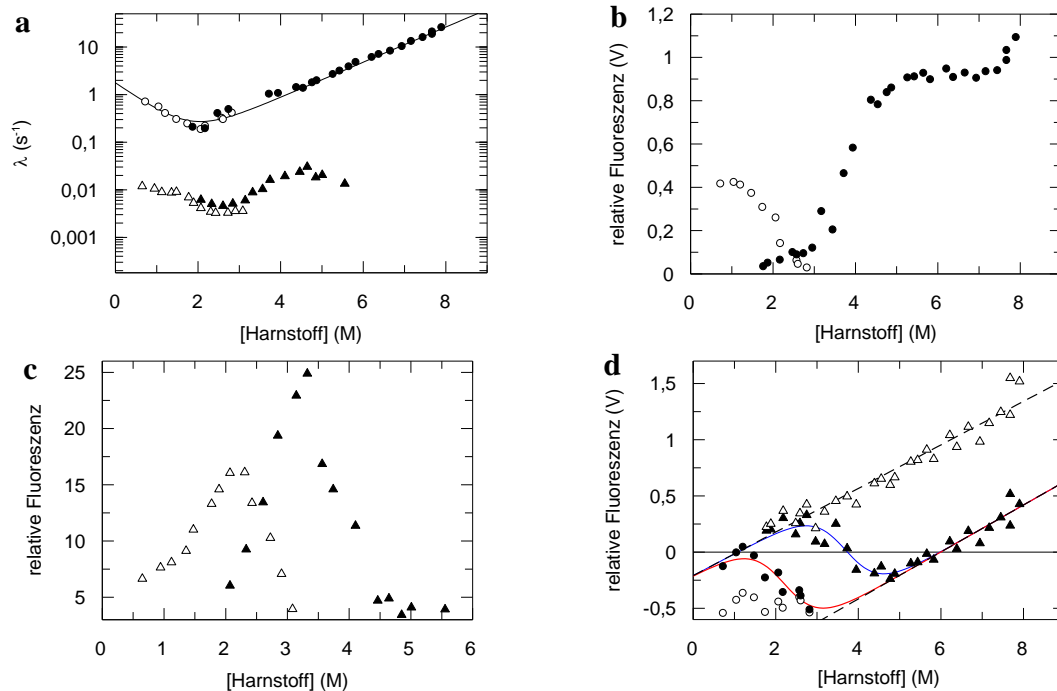 a
10
1
0,1
0,01
0,001
λ (s⁻¹)
0 2 4 6 8
[Harnstoff] (M)
b
1,2
1
0,8
0,6
0,4
0,2
0
relative Fluoreszenz (V)
0 2 4 6 8
[Harnstoff] (M)
c
25
20
15
10
5
relative Fluoreszenz
0 1 2 3 4 5 6
[Harnstoff] (M)
d
1,5
1
0,5
0
-0,5
relative Fluoreszenz (V)
0 2 4 6 8
[Harnstoff] (M)